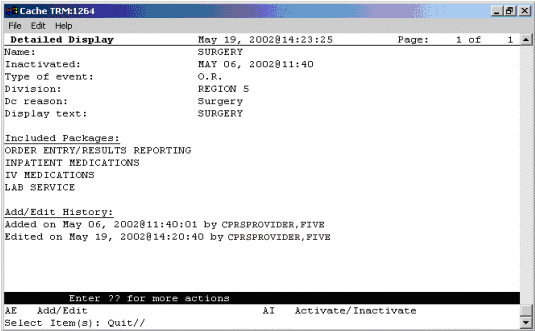 Cache TRM:1264
File Edit Help
Detailed Display May 19, 2002@14:23:25 Page: 1 of 1
Name: SURGERY
Inactivated: MAY 06, 2002@11:40
Type of event: O.R.
Division: REGION 5
Dc reason: Surgery
Display text: SURGERY
Included Packages:
ORDER ENTRY/RESULTS REPORTING
INPATIENT MEDICATIONS
IV MEDICATIONS
LAB SERVICE
Add/Edit History:
Added on May 06, 2002@11:40:01 by CPRSPROVIDER,FIVE
Edited on May 19, 2002@14:20:40 by CPRSPROVIDER,FIVE
Enter ?? for more actions
AE Add/Edit AI Activate/Inactivate
Select Item(s): Quit//